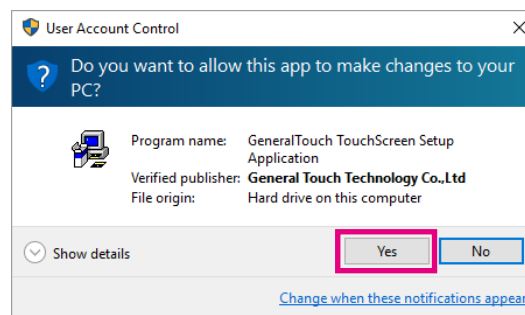 User Account Control
Do you want to allow this app to make changes to your
PC?
Program name: GeneralTouch TouchScreen Setup
Application
Verified publisher: General Touch Technology Co.,Ltd
File origin: Hard drive on this computer
Show details
Yes
No
Change when these notifications appear